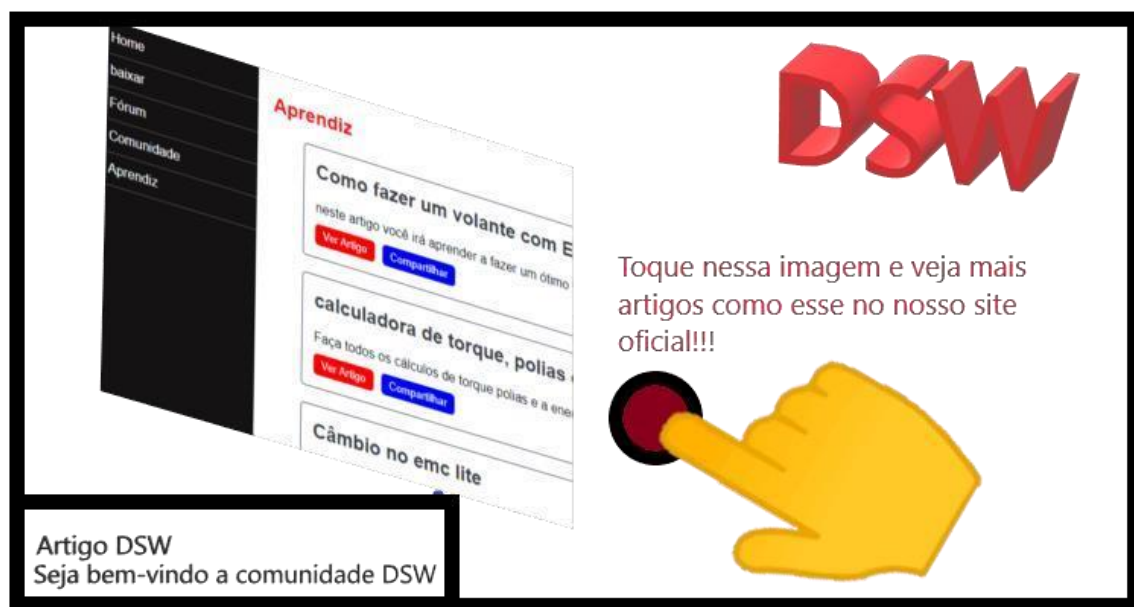 Home
baixar
Fórum
Comunidade
Aprendiz
Aprendiz
Como fazer um volante com E
neste artigo você irá aprender a fazer um ótimo
Ver Artigo Compartilhar
calculadora de torque, polias
Faça todos os cálculos de torque polias e a ene
Ver Artigo Compartilhar
Câmbio no emc lite
DSW
Toque nessa imagem e veja mais
artigos como esse no nosso site
oficial!!!
Artigo DSW
Seja bem-vindo a comunidade DSW